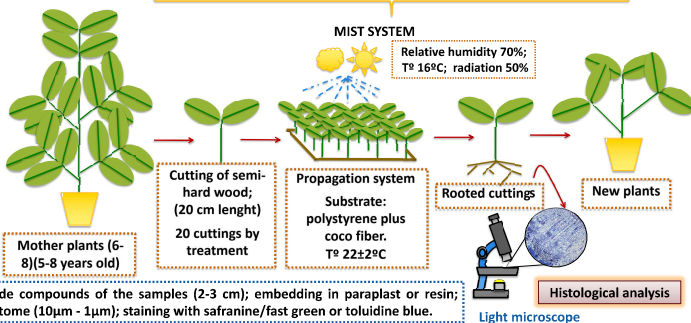 MIST SYSTEM
Relative humidity 70%;
Tº 16ºC; radiation 50%
Cutting of semi-
hard wood;
(20 cm lenght)
20 cuttings by
treatment
Propagation system
Substrate:
polystyrene plus
coco fiber.
Tº 22±2ºC
Rooted cuttings
New plants
Mother plants (6-
8)(5-8 years old)
de compounds of the samples (2-3 cm); embedding in paraplast or resin;
tome (10µm - 1µm); staining with safranine/fast green or toluidine blue.
Histological analysis
Light microscope